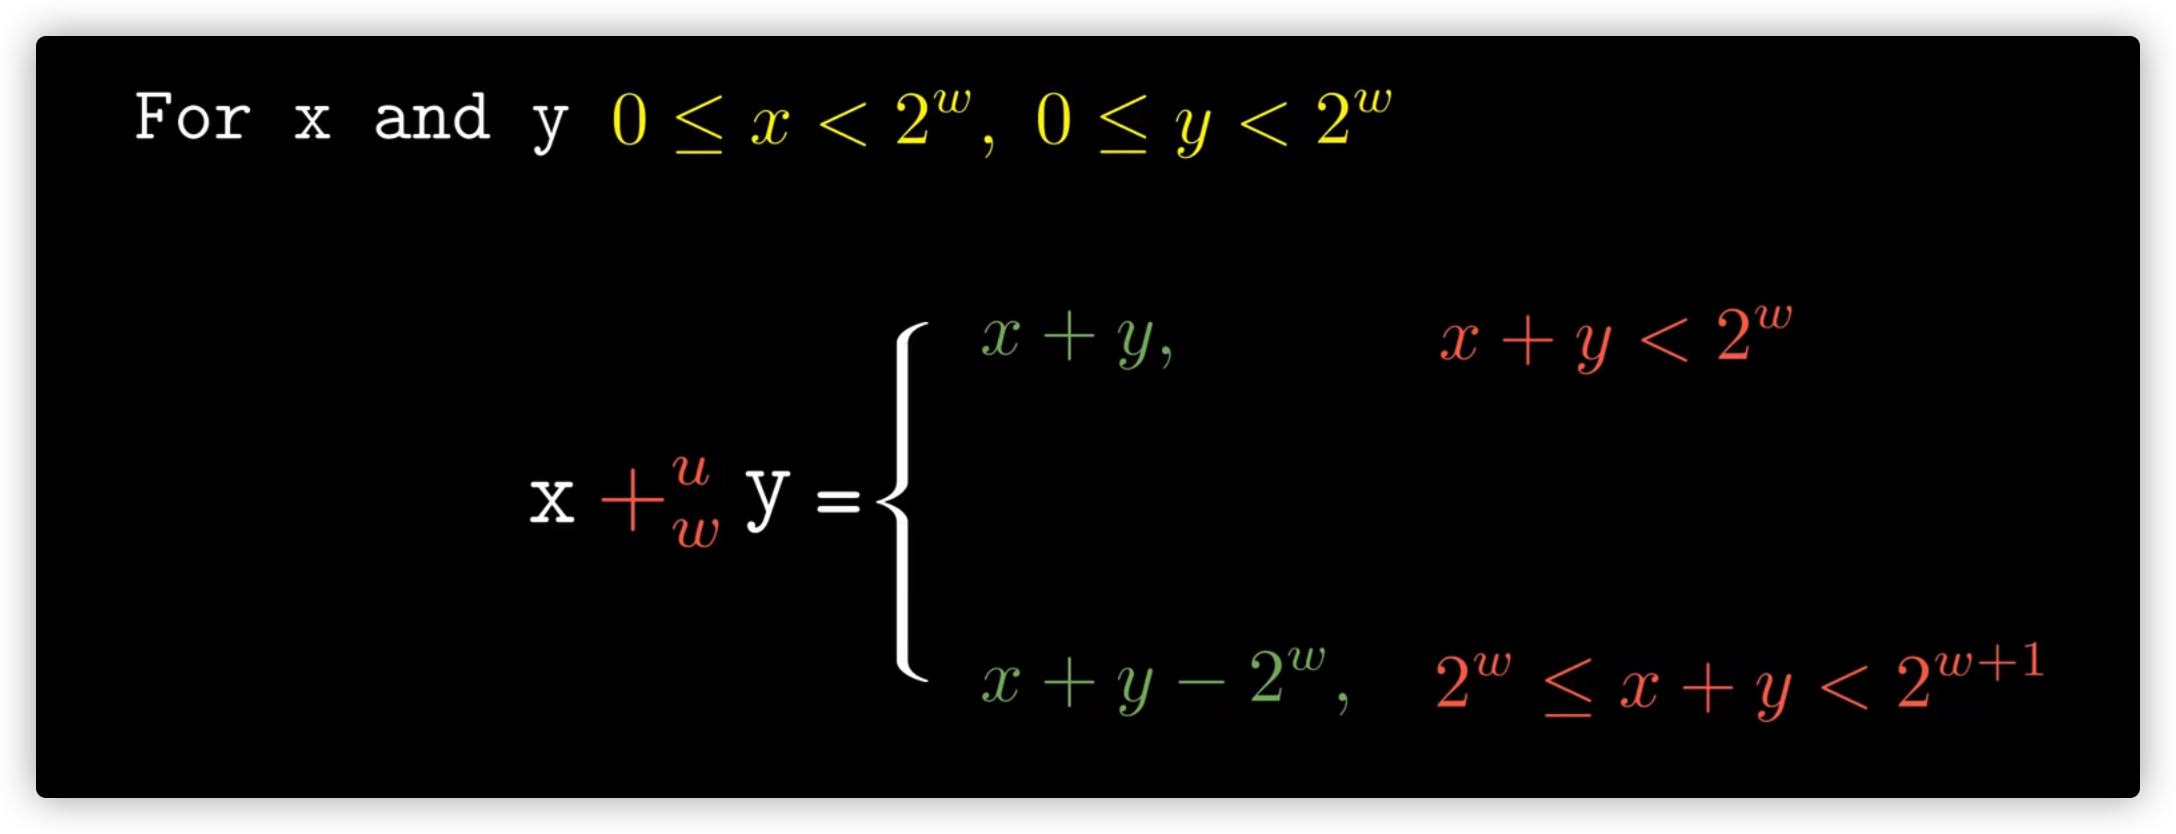 For x and y 0 ≤ x < 2^w, 0 ≤ y < 2^w
x + y, x + y < 2^w
x +^u_w y = {
x + y − 2^w, 2^w ≤ x + y < 2^{w+1}